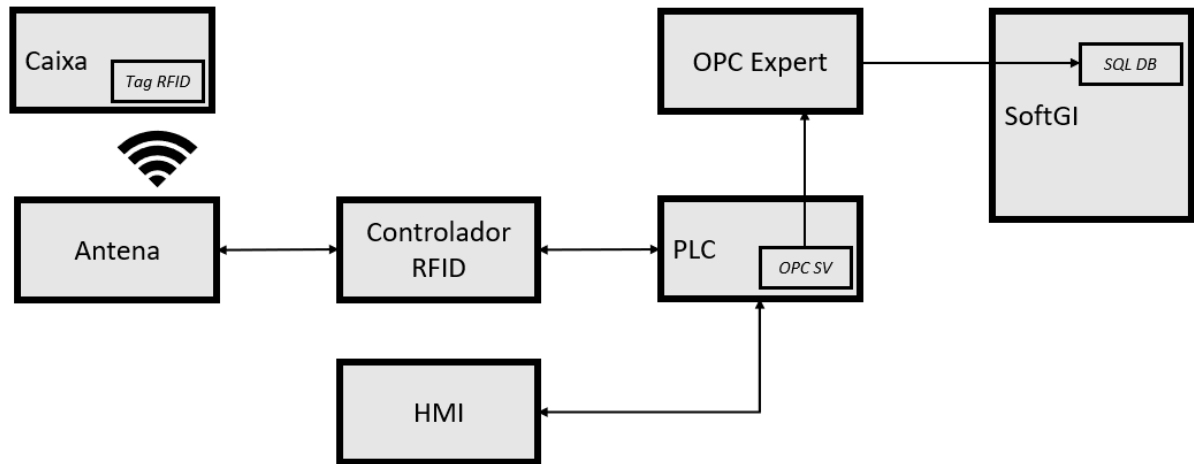 Caixa
Tag RFID
OPC Expert
SQL DB
SoftGI
Antena
Controlador
RFID
PLC
OPC SV
HMI